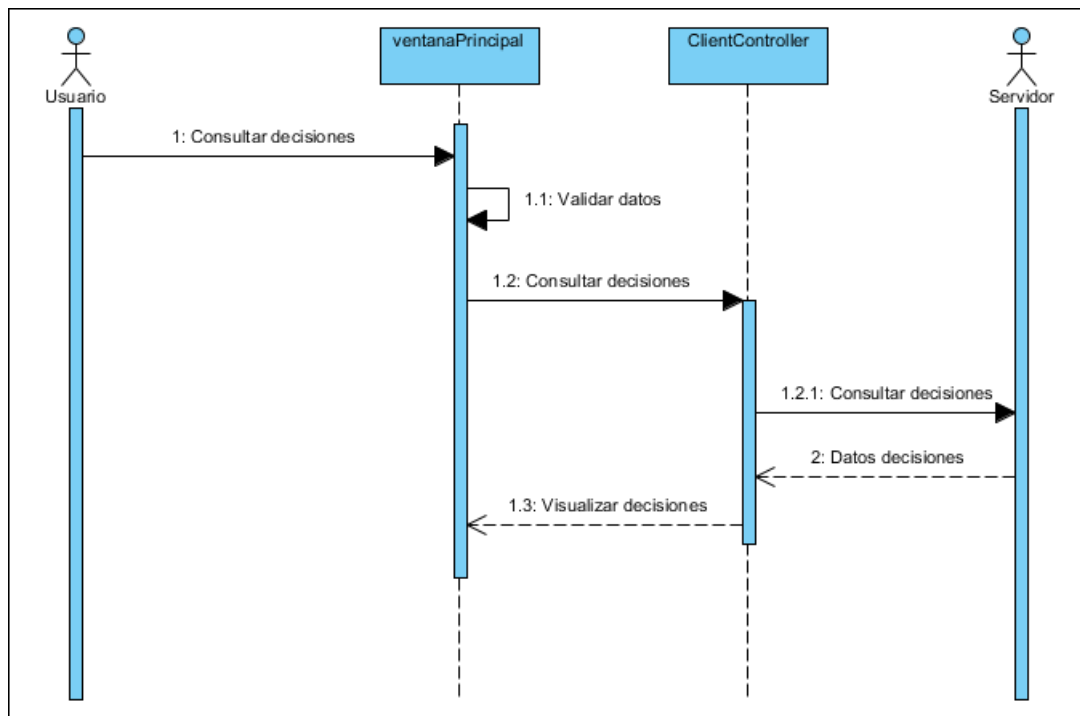 ventanaPrincipal
ClientController
Usuario
Servidor
1: Consultar decisiones
1.1: Validar datos
1.2: Consultar decisiones
1.2.1: Consultar decisiones
2: Datos decisiones
1.3: Visualizar decisiones